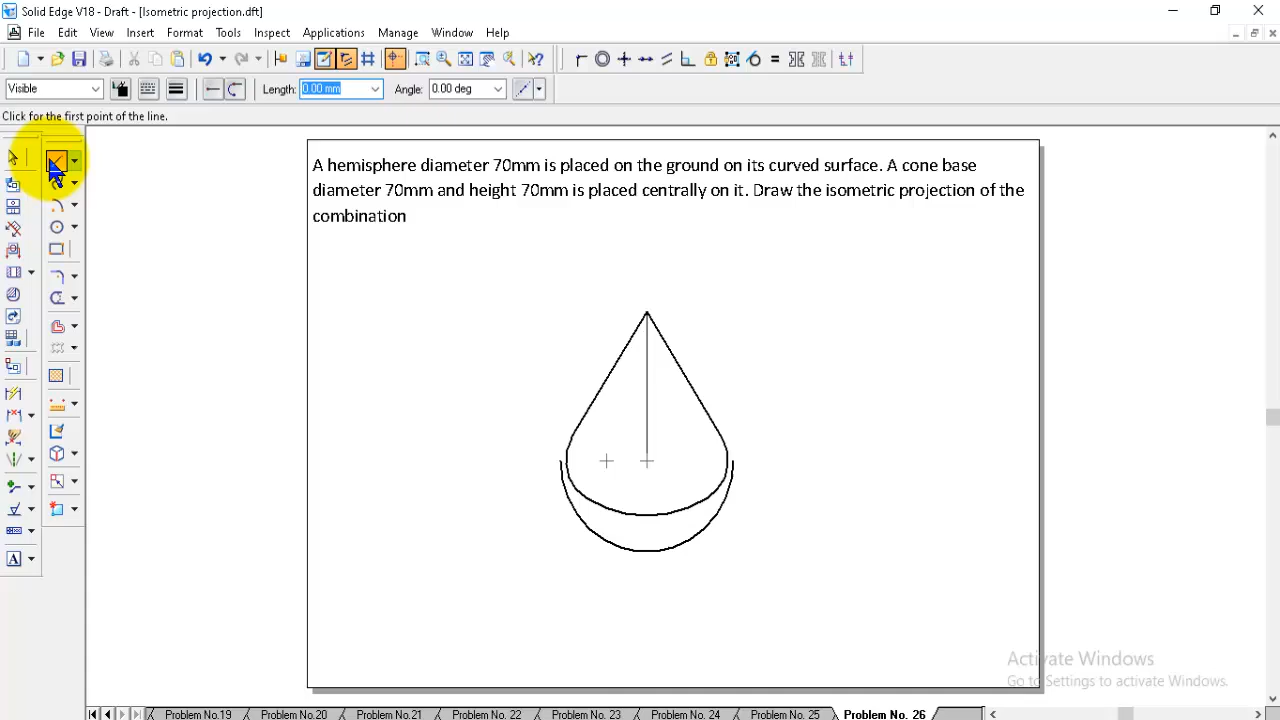 Solid Edge V18 - Draft - [Isometric projection.dft]
File Edit View Insert Format Tools Inspect Applications Manage Window Help
Visible Length: 0.00 mm Angle: 0.00 deg
Click for the first point of the line.
A hemisphere diameter 70mm is placed on the ground on its curved surface. A cone base
diameter 70mm and height 70mm is placed centrally on it. Draw the isometric projection of the
combination
A
Activate Windows
Go to Settings to activate Windows.
Problem No.19 Problem No.20 Problem No.21 Problem No. 22 Problem No. 23 Problem No. 24 Problem No. 25 Problem No. 26